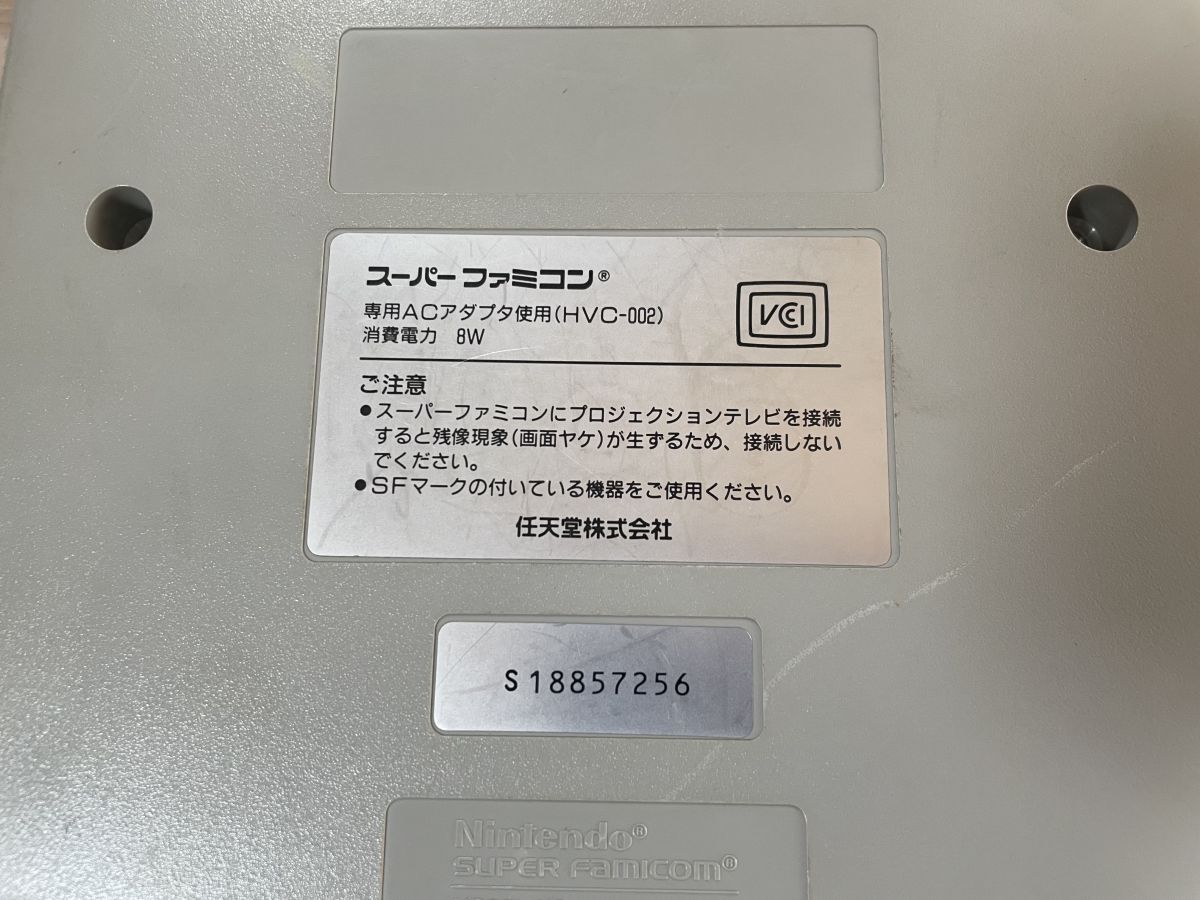 スーパーファミコン®
専用ACアダプタ使用(HVC-002)
消費電力 8W
VCCI
ご注意
●スーパーファミコンにプロジェクションテレビを接続
すると残像現象(画面ヤケ)が生ずるため、接続しない
でください。
●SFマークの付いている機器をご使用ください。
任天堂株式会社
S18857256
Nintendo®
SUPER FAMICOM®